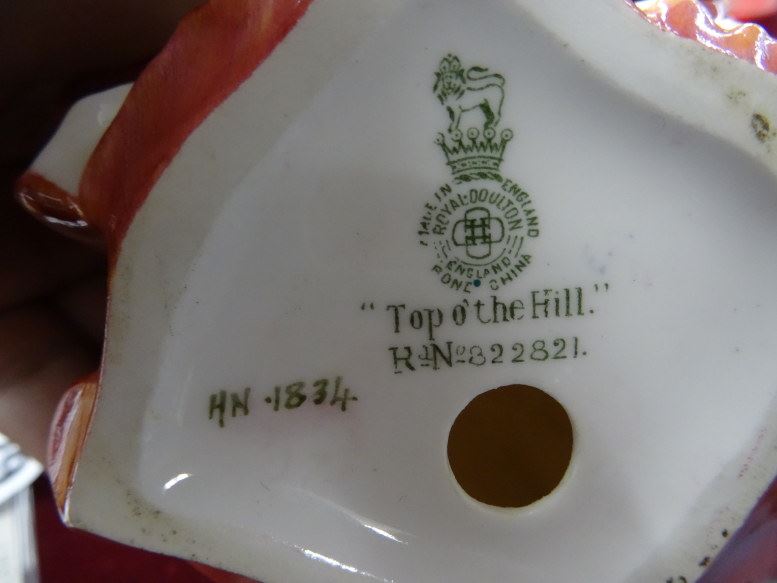 MADE IN ENGLAND
ROYAL·DOULTON
ENGLAND
BONE CHINA
"Top o' the Hill."
Rd No 822821.
HN·1834·